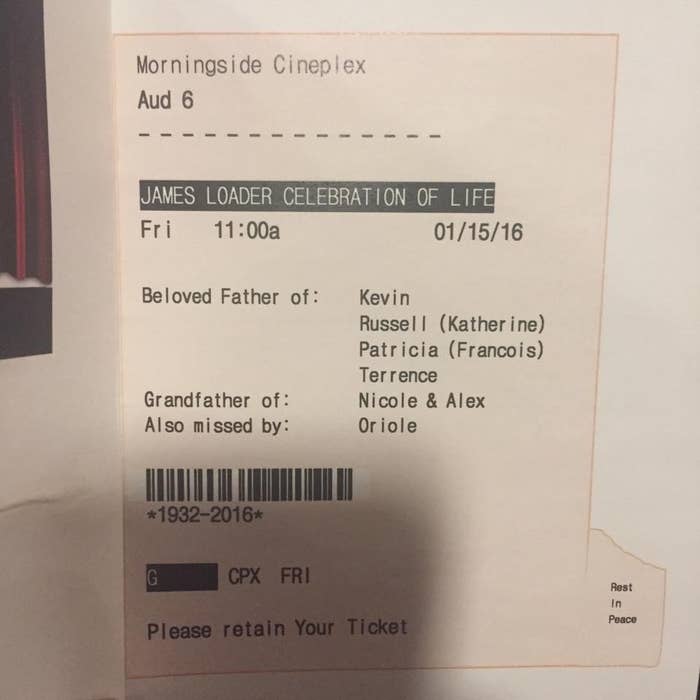 Morningside Cineplex
Aud 6
- - - - - - - - - - - - - -
JAMES LOADER CELEBRATION OF LIFE
Fri 11:00a 01/15/16
Beloved Father of: Kevin
Russell (Katherine)
Patricia (Francois)
Terrence
Grandfather of: Nicole & Alex
Also missed by: Oriole
*1932-2016*
G CPX FRI
Please retain Your Ticket
Rest
In
Peace